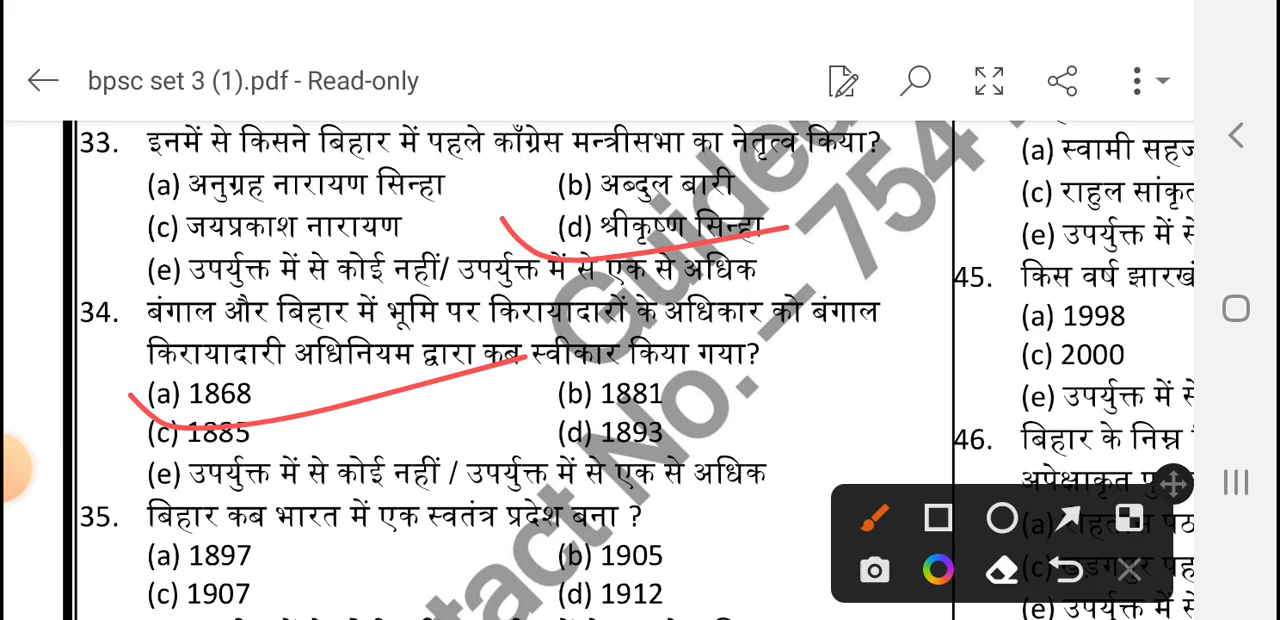 bpsc set 3 (1).pdf - Read-only
33. इनमें से किसने बिहार में पहले काँग्रेस मन्त्रीसभा का नेतृत्व किया?
(a) अनुग्रह नारायण सिन्हा (b) अब्दुल बारी
(c) जयप्रकाश नारायण (d) श्रीकृष्ण सिन्हा
(e) उपर्युक्त में से कोई नहीं/ उपर्युक्त में से एक से अधिक
34. बंगाल और बिहार में भूमि पर किरायादारों के अधिकार को बंगाल
किरायादारी अधिनियम द्वारा कब स्वीकार किया गया?
(a) 1868 (b) 1881
(c) 1885 (d) 1893
(e) उपर्युक्त में से कोई नहीं / उपर्युक्त में से एक से अधिक
35. बिहार कब भारत में एक स्वतंत्र प्रदेश बना ?
(a) 1897 (b) 1905
(c) 1907 (d) 1912
(a) स्वामी
(c) राहुल
(e) उपर्युक्त में से
45. किस वर्ष
(a) 1998
(c) 2000
(e) उपर्युक्त में से
46. बिहार के निम्न
अपेक्षाकृत
(a)
(c)
(e) उपर्युक्त में से
No. – 754